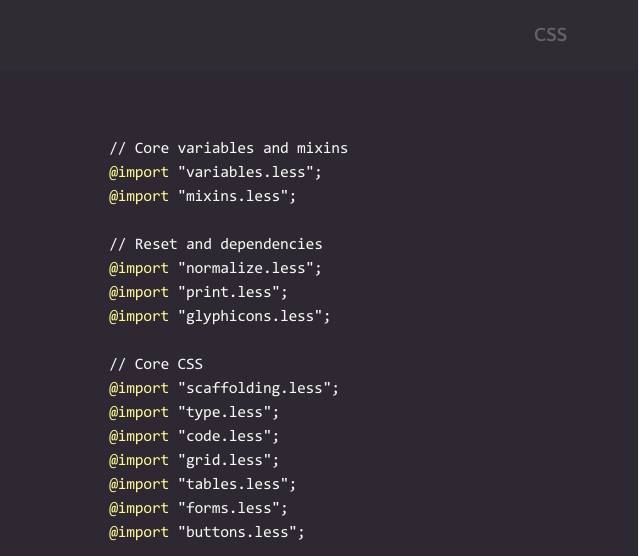 CSS
// Core variables and mixins
@import "variables.less";
@import "mixins.less";
// Reset and dependencies
@import "normalize.less";
@import "print.less";
@import "glyphicons.less";
// Core CSS
@import "scaffolding.less";
@import "type.less";
@import "code.less";
@import "grid.less";
@import "tables.less";
@import "forms.less";
@import "buttons.less";